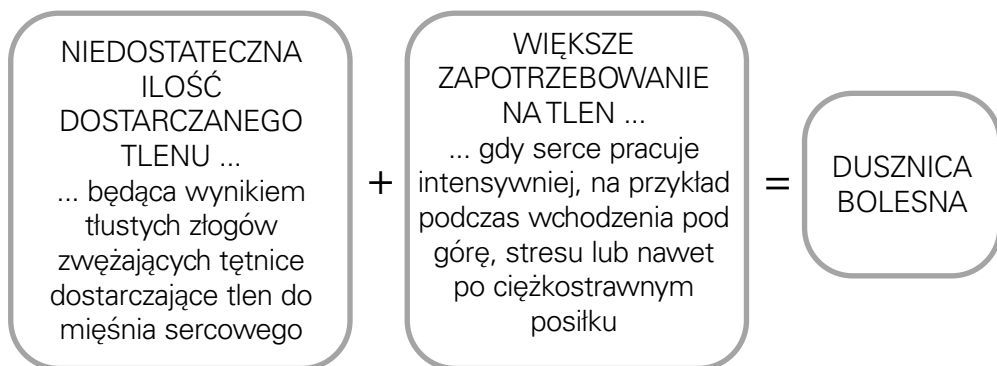 NIEDOSTATECZNA
ILOŚĆ
DOSTARCZANEGO
TLENU ...
... będąca wynikiem
tłustych złogów
zwężających tętnice
dostarczające tlen do
mięśnia sercowego
+
WIĘKSZE
ZAPOTRZEBOWANIE
NA TLEN ...
... gdy serce pracuje
intensywniej, na przykład
podczas wchodzenia pod
górę, stresu lub nawet
po ciężkostrawnym
posiłku
=
DUSZNICA
BOLESNA